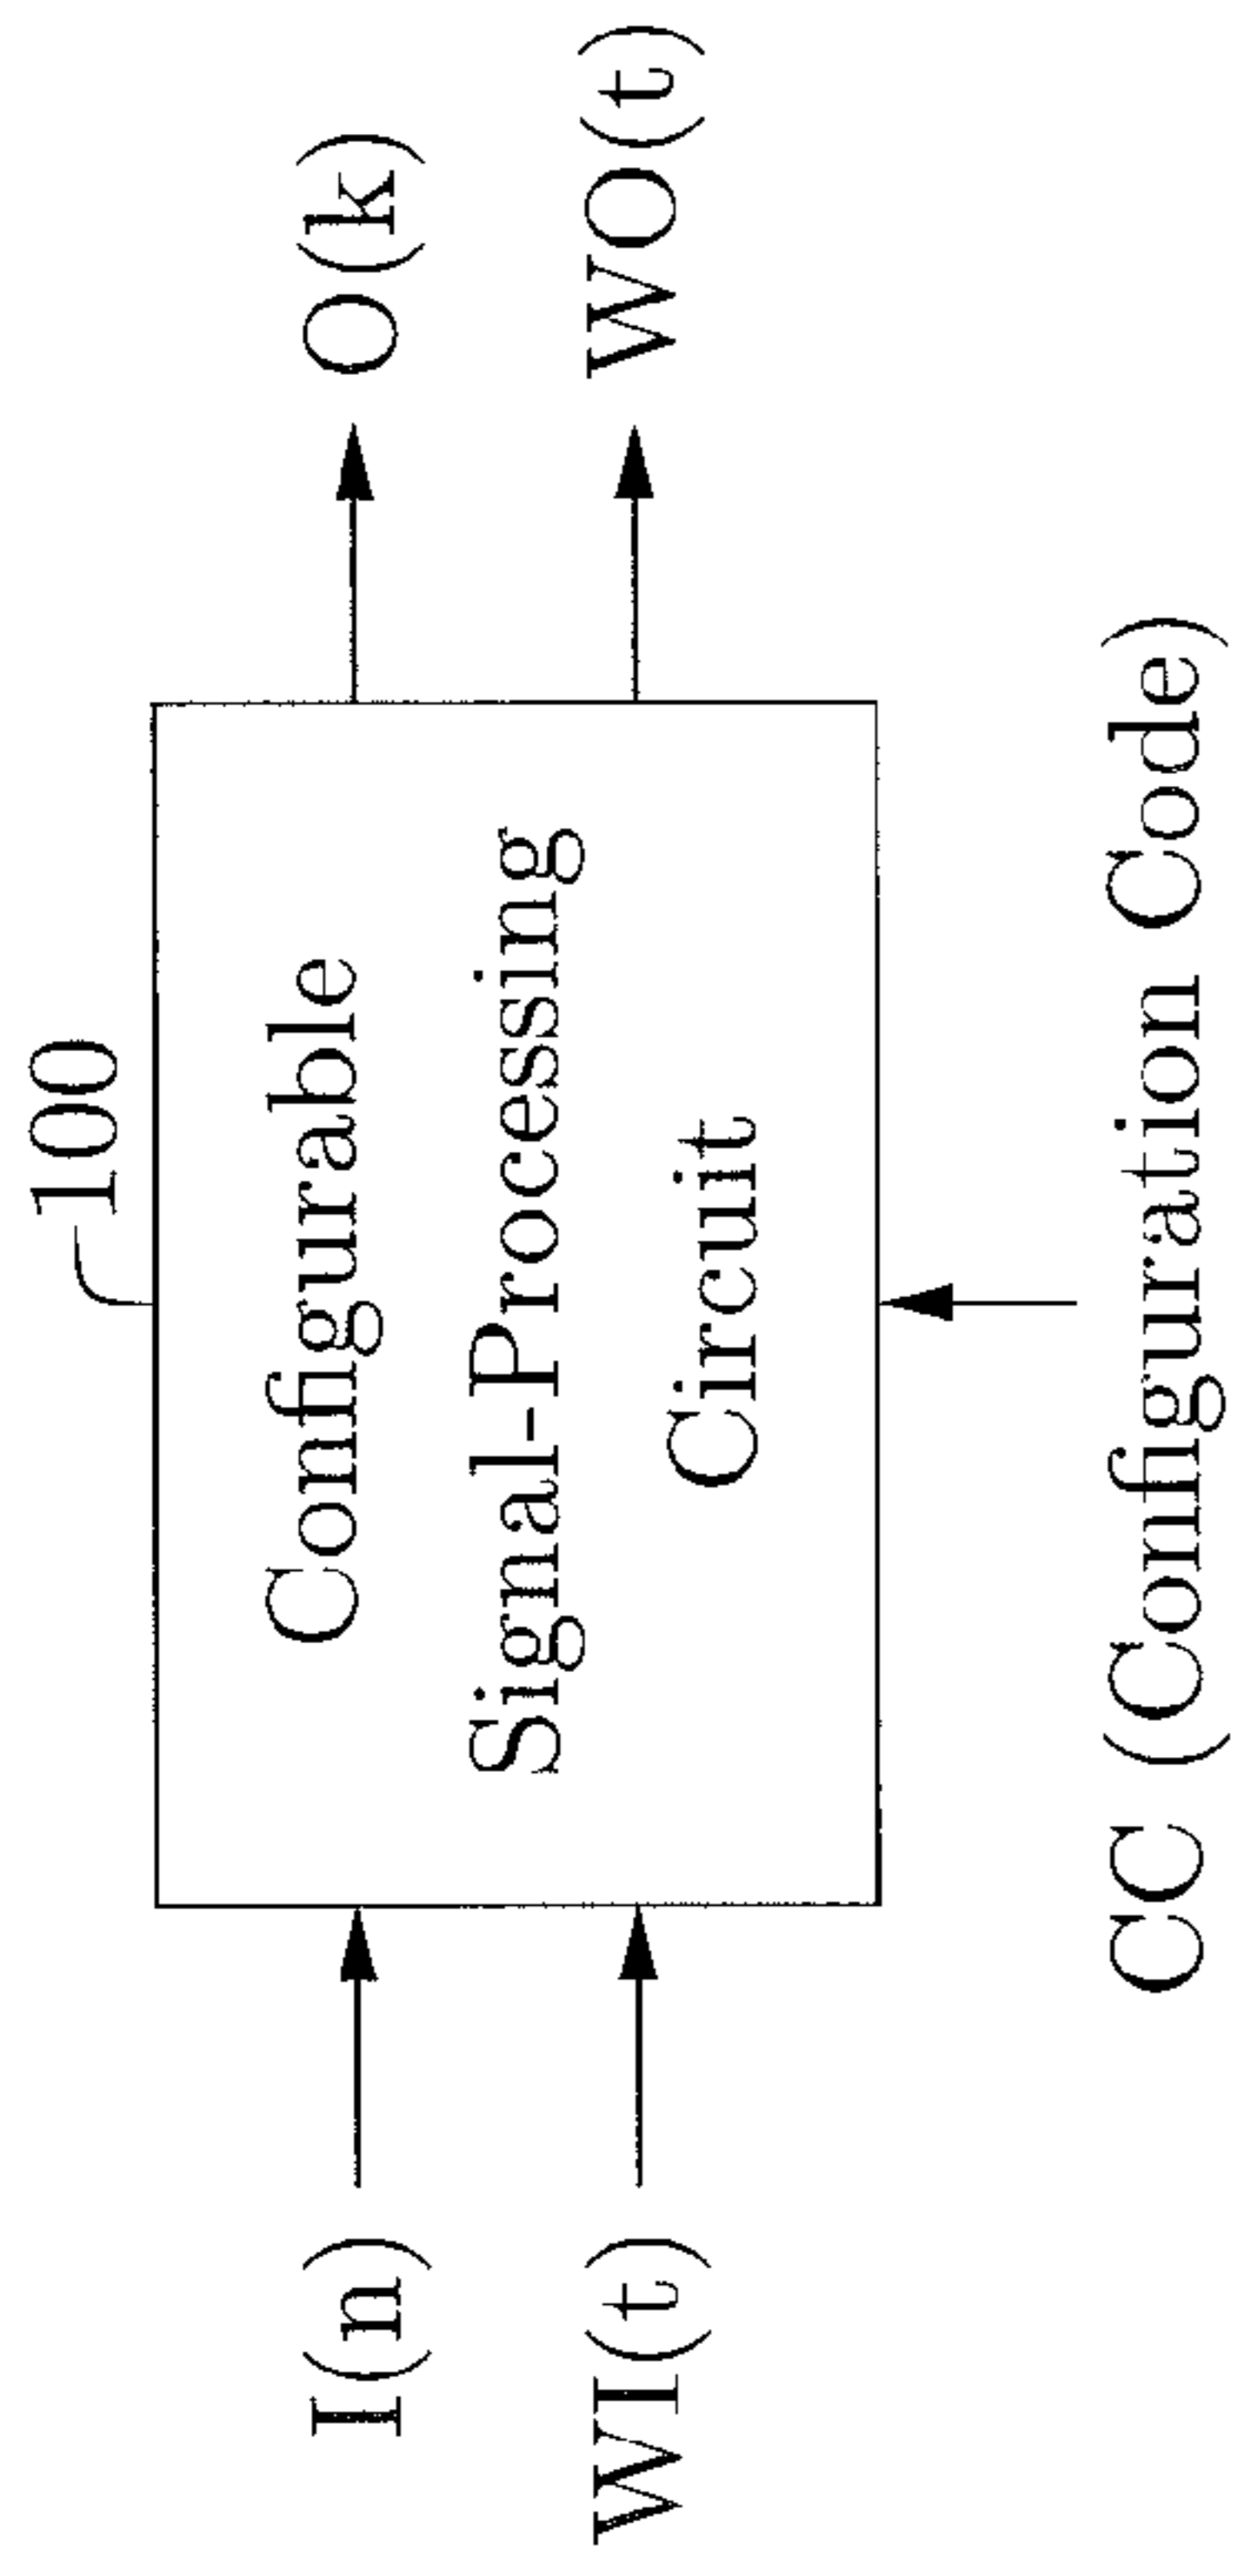 100
Configurable
Signal-Processing
Circuit
I(n)
O(k)
WI(t)
WO(t)
CC (Configuration Code)